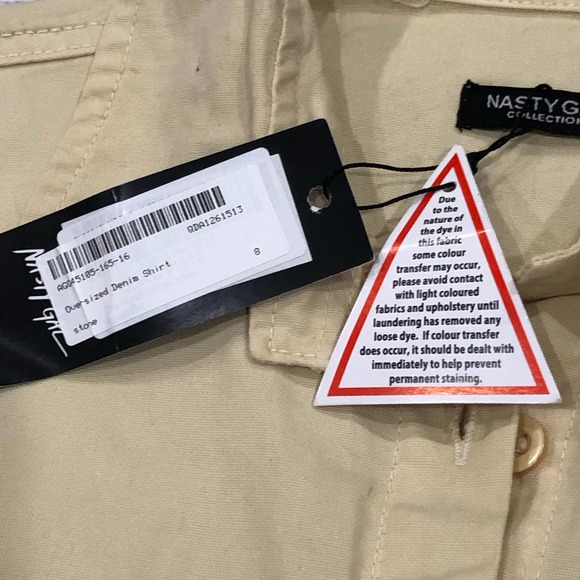 NASTY G
COLLECTION
AGG45105-165-16
QDA1261513
Oversized Denim Shirt
8
stone
NASTY GAL
Due
to the
nature of
the dye in
this fabric
some colour
transfer may occur,
please avoid contact
with light coloured
fabrics and upholstery until
laundering has removed any
loose dye. If colour transfer
does occur, it should be dealt with
immediately to help prevent
permanent staining.